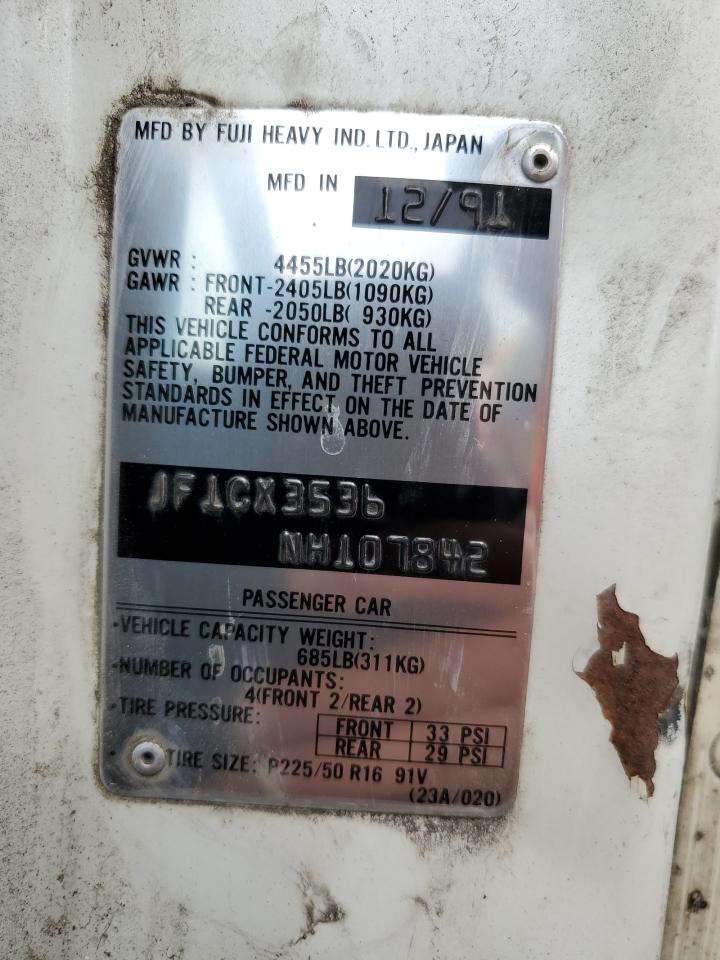 MFD BY FUJI HEAVY IND. LTD., JAPAN
MFD IN 12/91
GVWR : 4455LB(2020KG)
GAWR : FRONT-2405LB(1090KG)
REAR -2050LB( 930KG)
THIS VEHICLE CONFORMS TO ALL
APPLICABLE FEDERAL MOTOR VEHICLE
SAFETY, BUMPER, AND THEFT PREVENTION
STANDARDS IN EFFECT ON THE DATE OF
MANUFACTURE SHOWN ABOVE.
JF1CX3536
NH107842
PASSENGER CAR
·VEHICLE CAPACITY WEIGHT:
685LB(311KG)
·NUMBER OF OCCUPANTS:
4(FRONT 2/REAR 2)
·TIRE PRESSURE:
FRONT 33 PSI
REAR 29 PSI
·TIRE SIZE: P225/50 R16 91V
(23A/020)